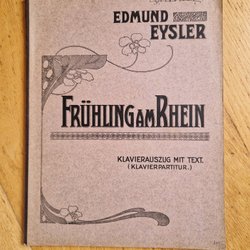 EDMUND
EYSLER
FRÜHLING AM RHEIN
KLAVIERAUSZUG MIT TEXT.
(KLAVIERPARTITUR.)